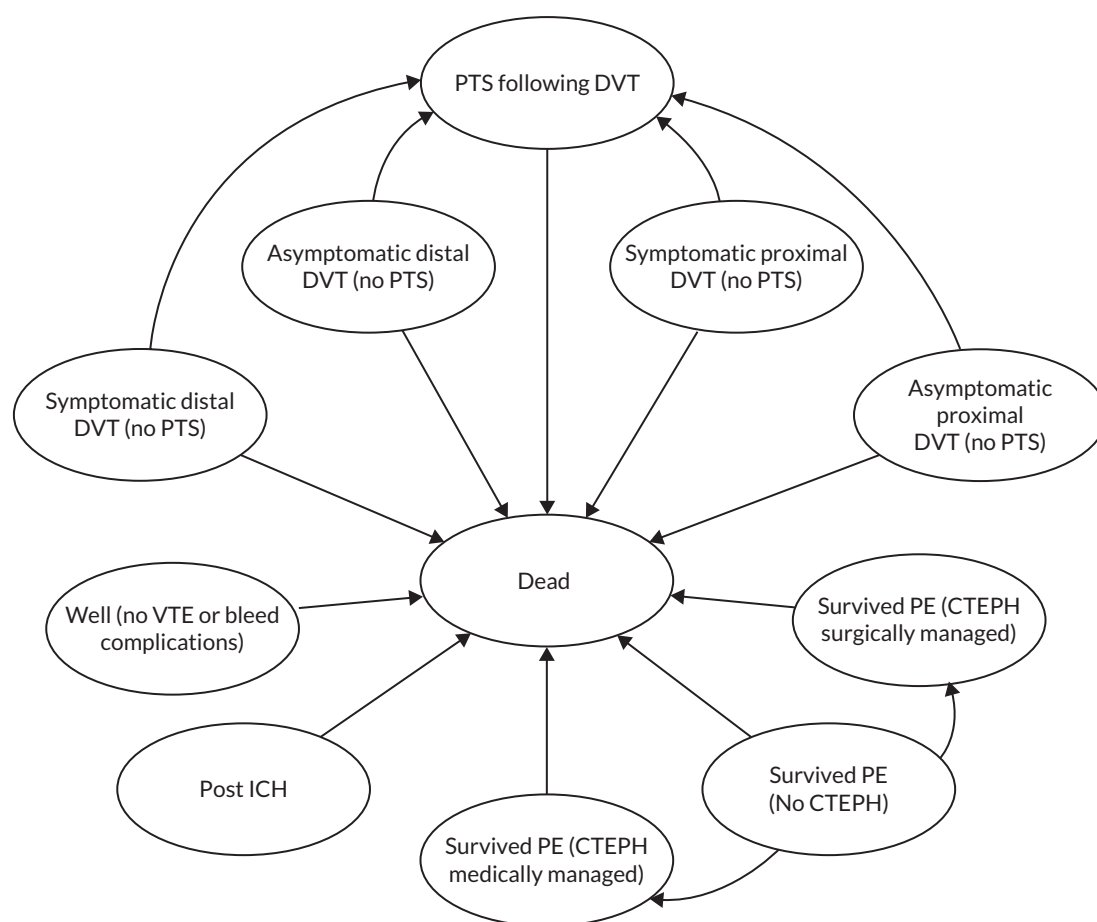 PTS following DVT
Asymptomatic distal
DVT (no PTS)
Symptomatic proximal
DVT (no PTS)
Symptomatic distal
DVT (no PTS)
Asymptomatic
proximal
DVT (no PTS)
Dead
Well (no VTE or bleed
complications)
Survived PE (CTEPH
surgically managed)
Post ICH
Survived PE
(No CTEPH)
Survived PE (CTEPH
medically managed)